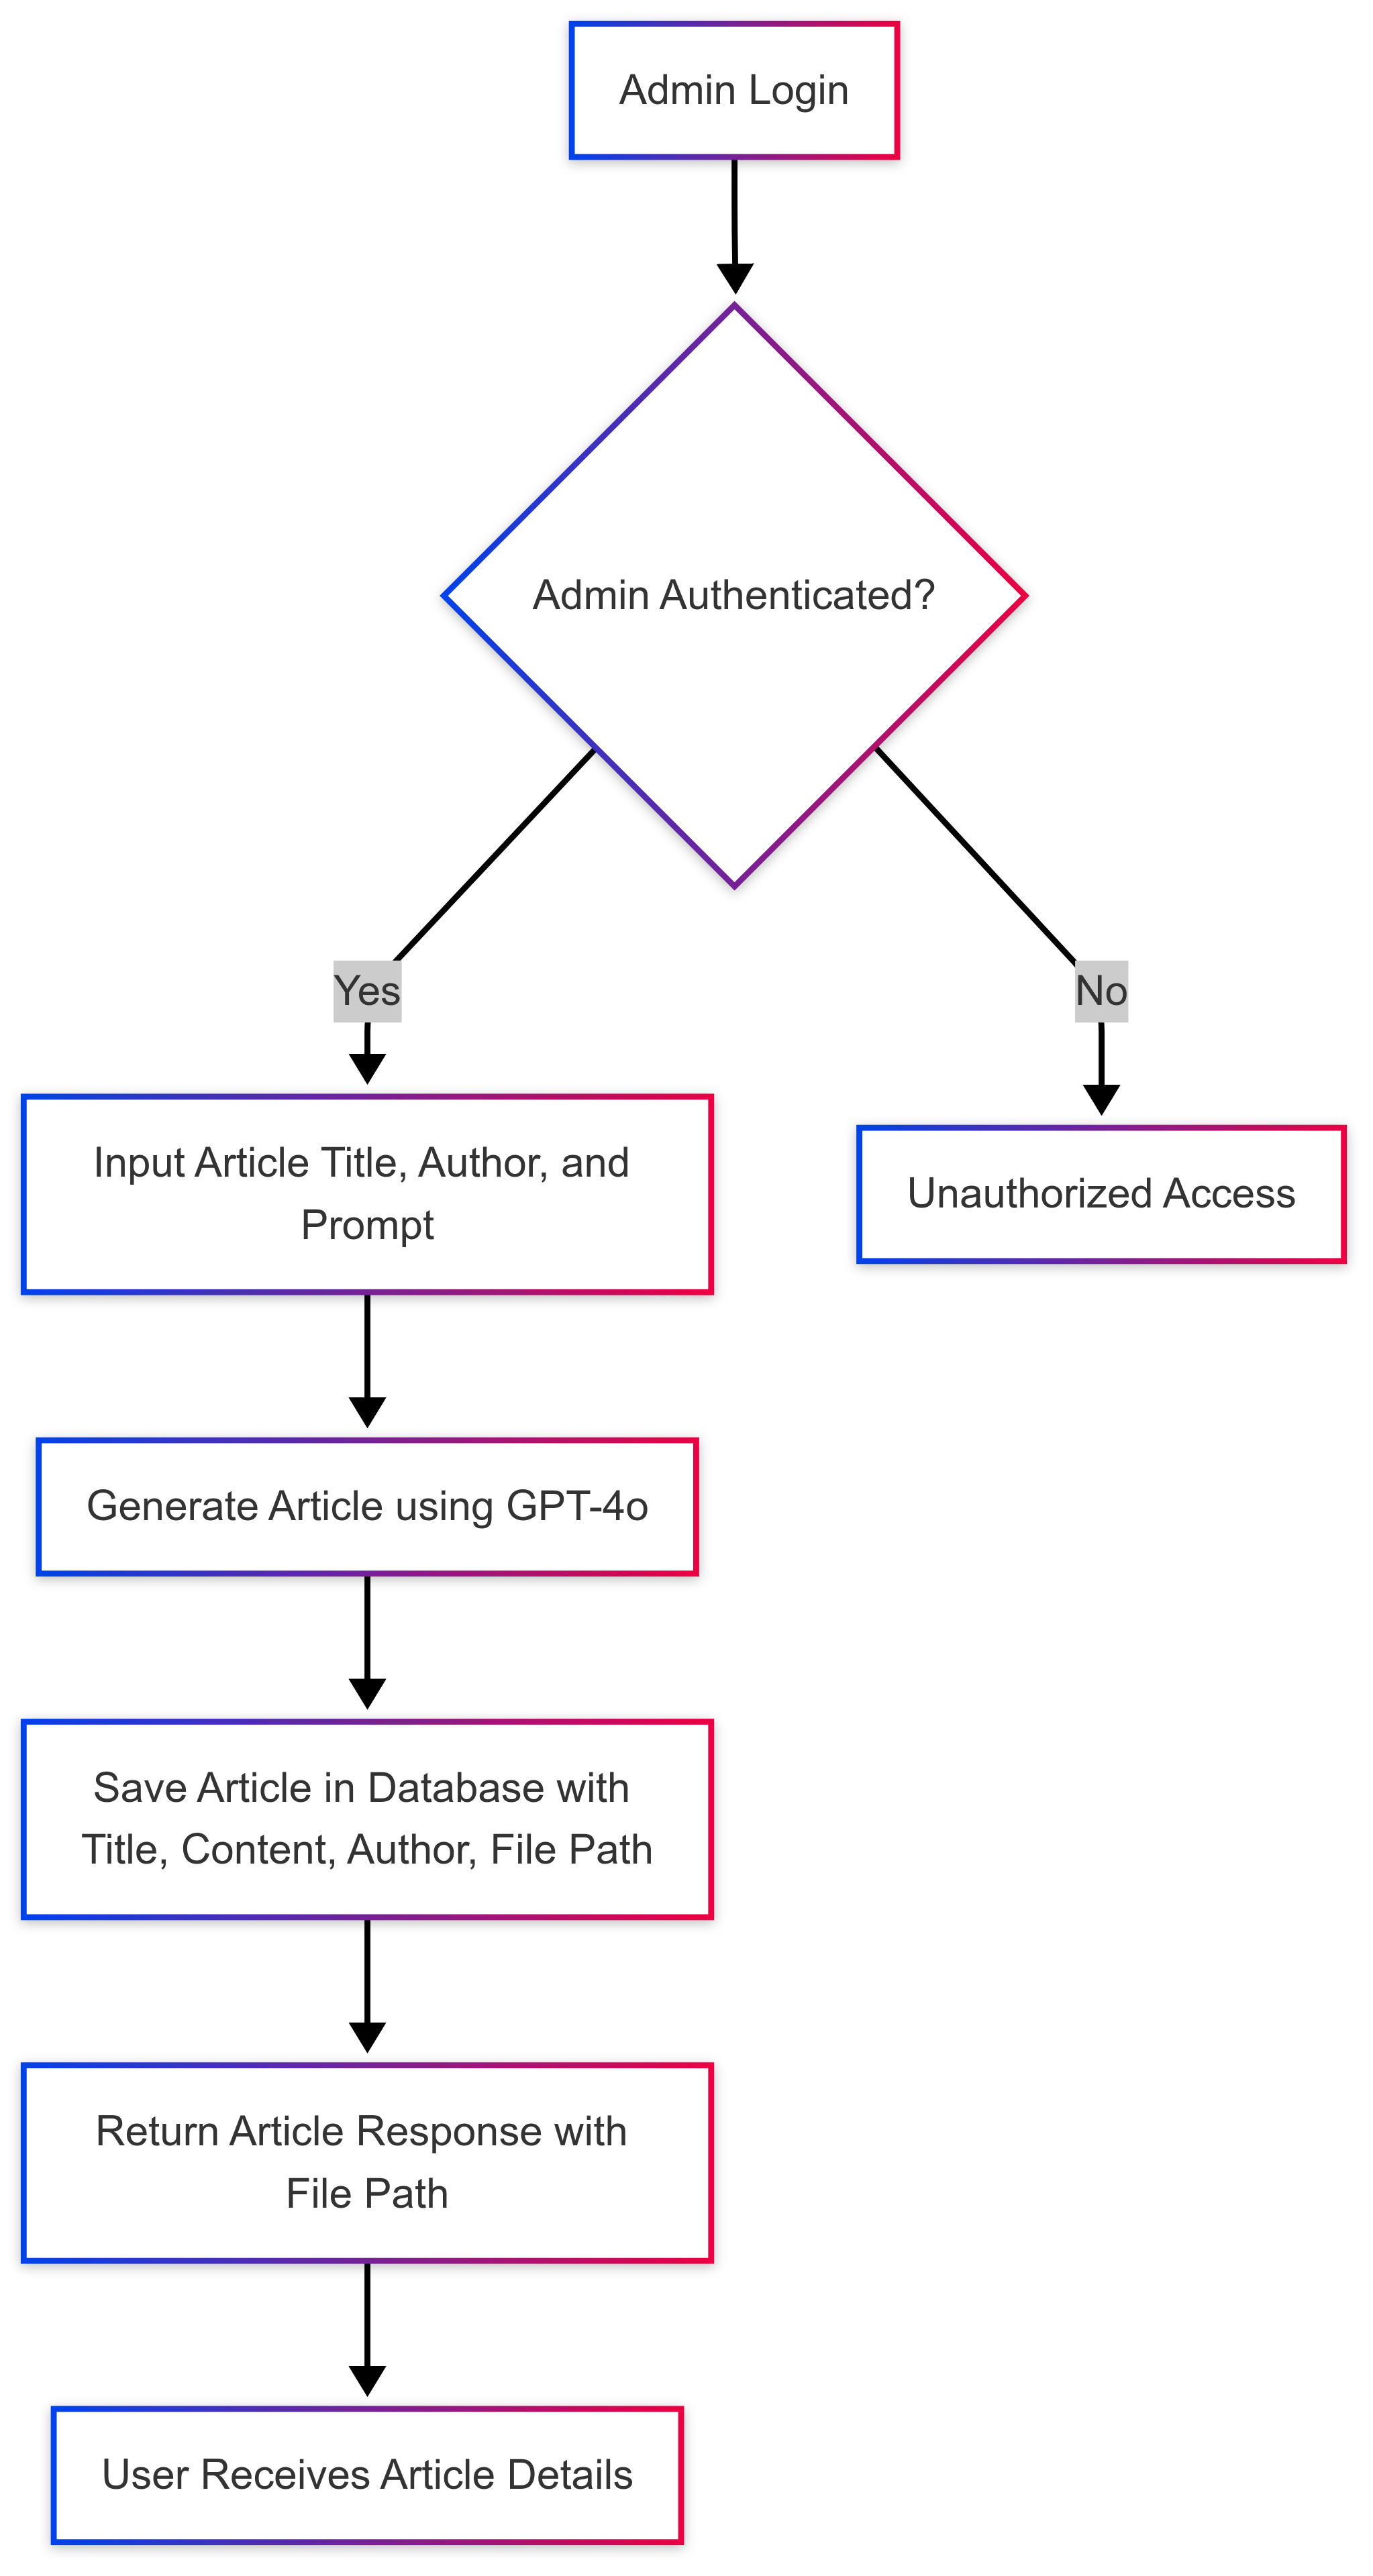 Admin Login
Admin Authenticated?
Yes
No
Input Article Title, Author, and
Prompt
Unauthorized Access
Generate Article using GPT-4o
Save Article in Database with
Title, Content, Author, File Path
Return Article Response with
File Path
User Receives Article Details